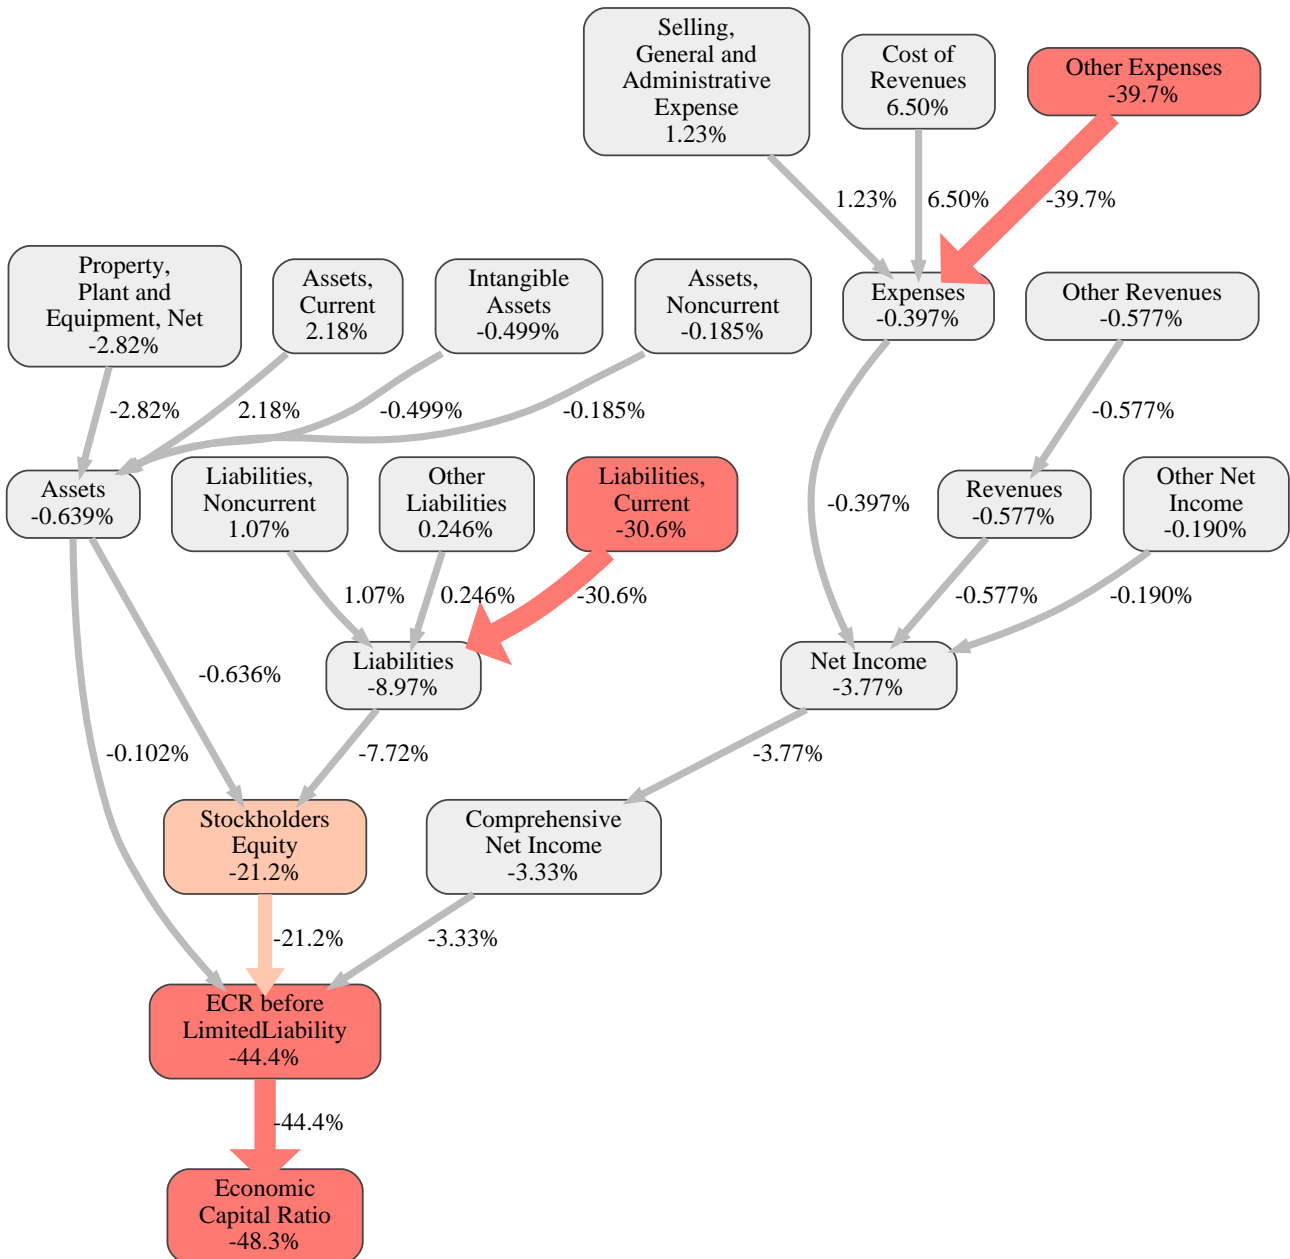 Selling,
General and
Administrative
Expense
1.23%
Cost of
Revenues
6.50%
Other Expenses
-39.7%
1.23%
6.50%
-39.7%
Property,
Plant and
Equipment, Net
-2.82%
Assets,
Current
2.18%
Intangible
Assets
-0.499%
Assets,
Noncurrent
-0.185%
Expenses
-0.397%
Other Revenues
-0.577%
-2.82%
2.18%
-0.499%
-0.185%
-0.577%
Assets
-0.639%
Liabilities,
Noncurrent
1.07%
Other
Liabilities
0.246%
Liabilities,
Current
-30.6%
-0.397%
Revenues
-0.577%
Other Net
Income
-0.190%
1.07%
0.246%
-30.6%
-0.577%
-0.190%
-0.636%
Liabilities
-8.97%
Net Income
-3.77%
-0.102%
-7.72%
-3.77%
Stockholders
Equity
-21.2%
Comprehensive
Net Income
-3.33%
-21.2%
-3.33%
ECR before
LimitedLiability
-44.4%
-44.4%
Economic
Capital Ratio
-48.3%